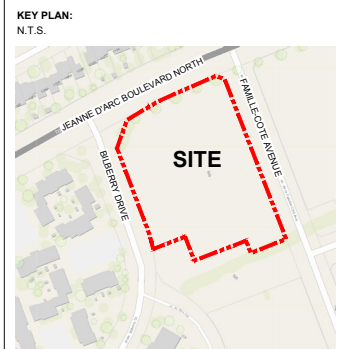 KEY PLAN:
N.T.S.
JEANNE D'ARC BOULEVARD NORTH
FAMILLE-COTE AVENUE
BILBERRY DRIVE
SITE